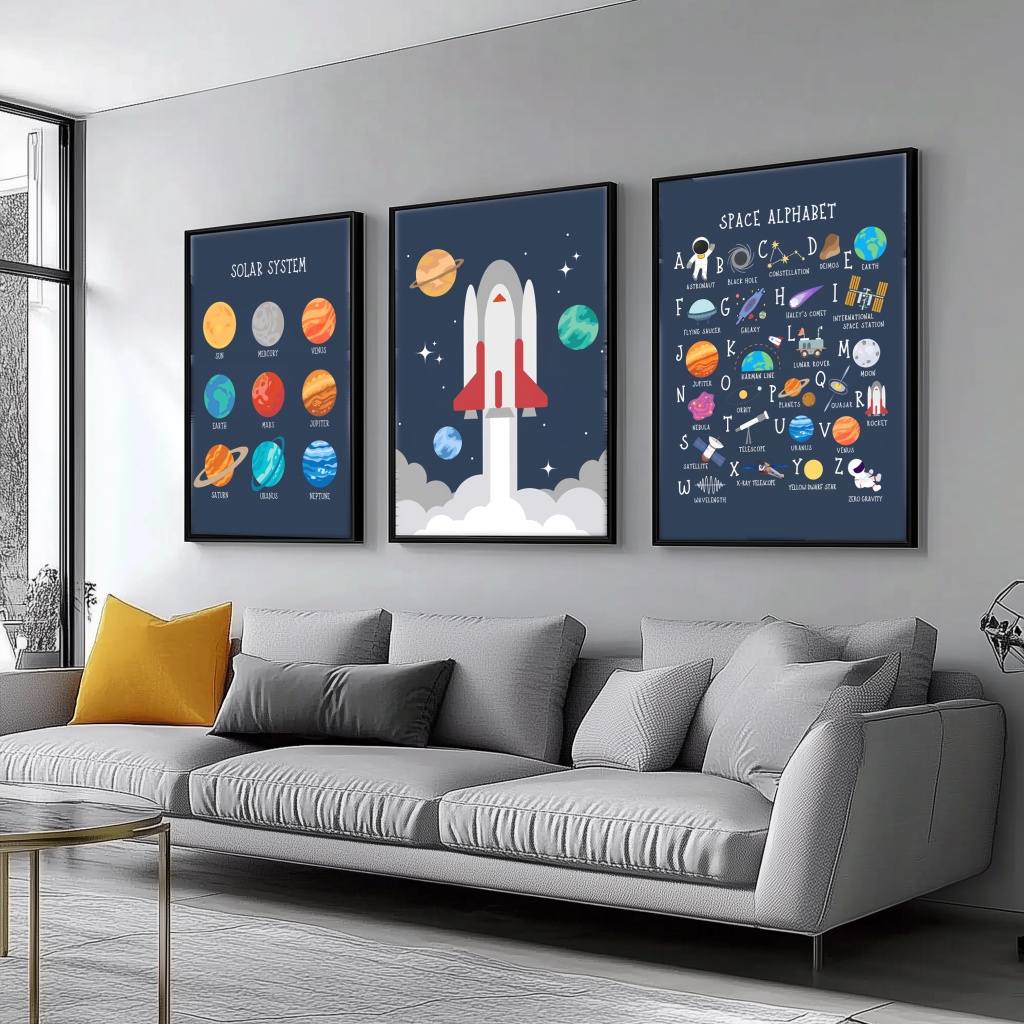 SOLAR SYSTEM
SUN
MERCURY
VENUS
EARTH
MARS
JUPITER
SATURN
URANUS
NEPTUNE
SPACE ALPHABET
A
ASTRONAUT
B
BLACK HOLE
C
CONSTELLATION
D
DEIMOS
E
EARTH
F
FLYING SAUCER
G
GALAXY
H
HALEY'S COMET
I
INTERNATIONAL
SPACE STATION
J
JUPITER
K
KARMAN LINE
L
LUNAR ROVER
M
MOON
N
NEBULA
O
ORBIT
P
PLANETS
Q
QUASAR
R
ROCKET
S
SATELLITE
T
TELESCOPE
U
URANUS
V
VENUS
W
WAVELENGTH
X
X-RAY TELESCOPE
Y
YELLOW DWARF STAR
Z
ZERO GRAVITY